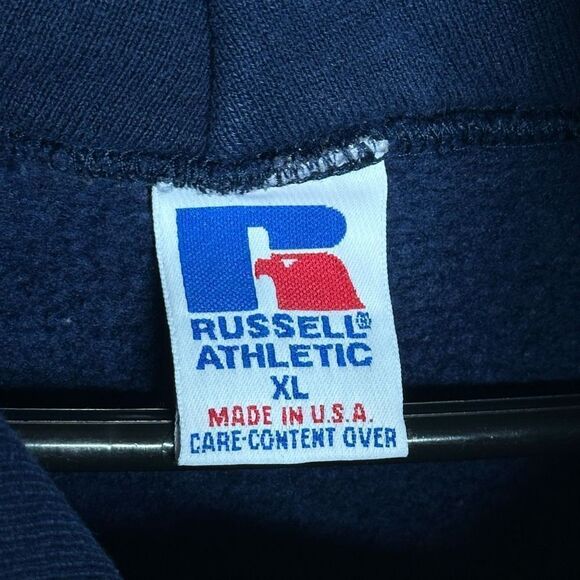 RUSSELL®
ATHLETIC
XL
MADE IN U.S.A.
CARE-CONTENT OVER